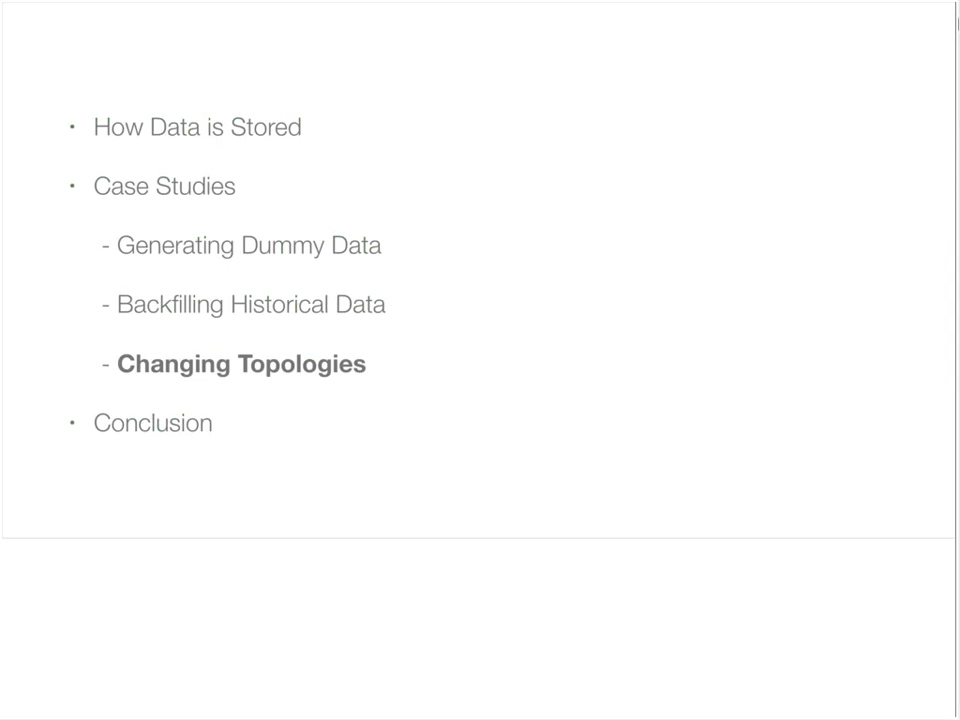 • How Data is Stored
• Case Studies
- Generating Dummy Data
- Backfilling Historical Data
- Changing Topologies
• Conclusion